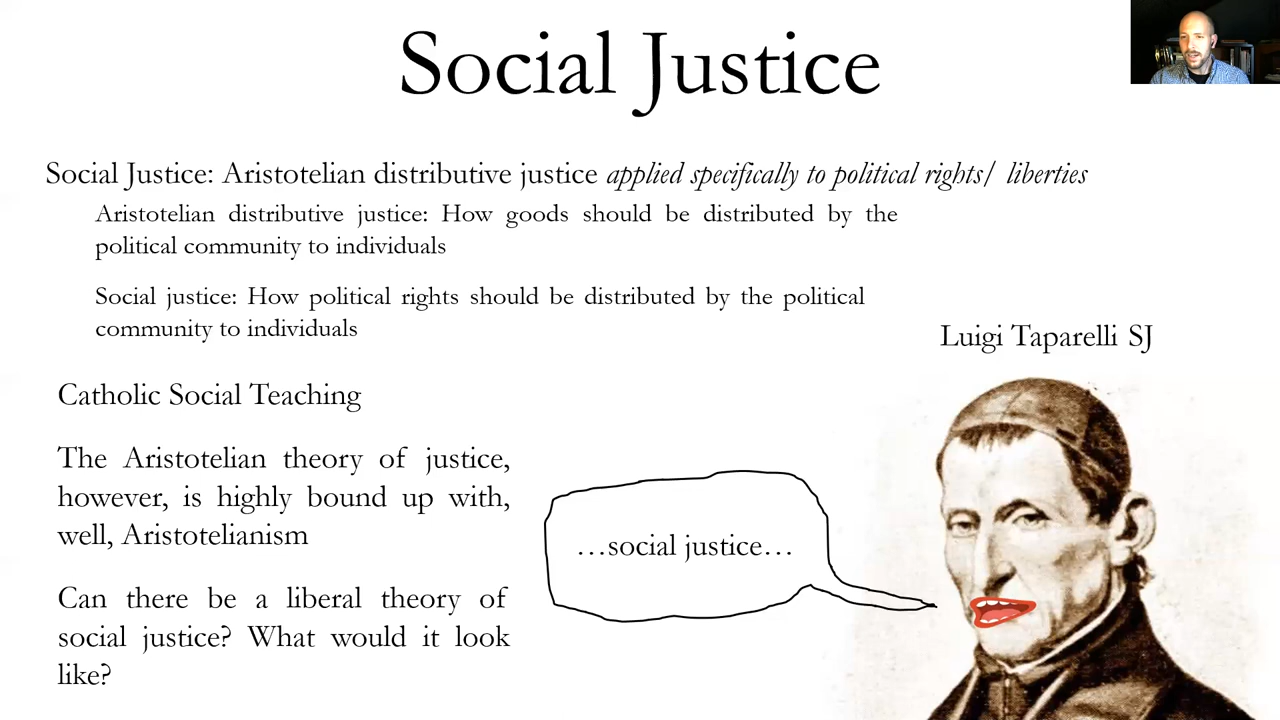 Social Justice
Social Justice: Aristotelian distributive justice applied specifically to political rights/ liberties
Aristotelian distributive justice: How goods should be distributed by the
political community to individuals
Social justice: How political rights should be distributed by the political
community to individuals
Luigi Taparelli SJ
Catholic Social Teaching
The Aristotelian theory of justice,
however, is highly bound up with,
well, Aristotelianism
…social justice…
Can there be a liberal theory of
social justice? What would it look
like?